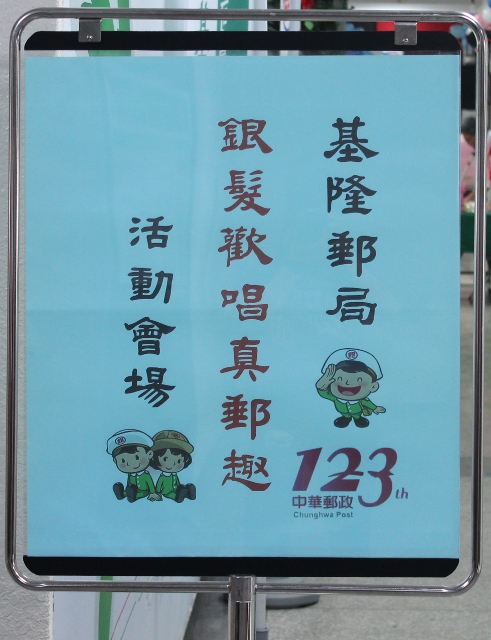 基隆郵局
銀髮歡唱真郵趣
活動會場
123th
中華郵政
Chunghwa Post